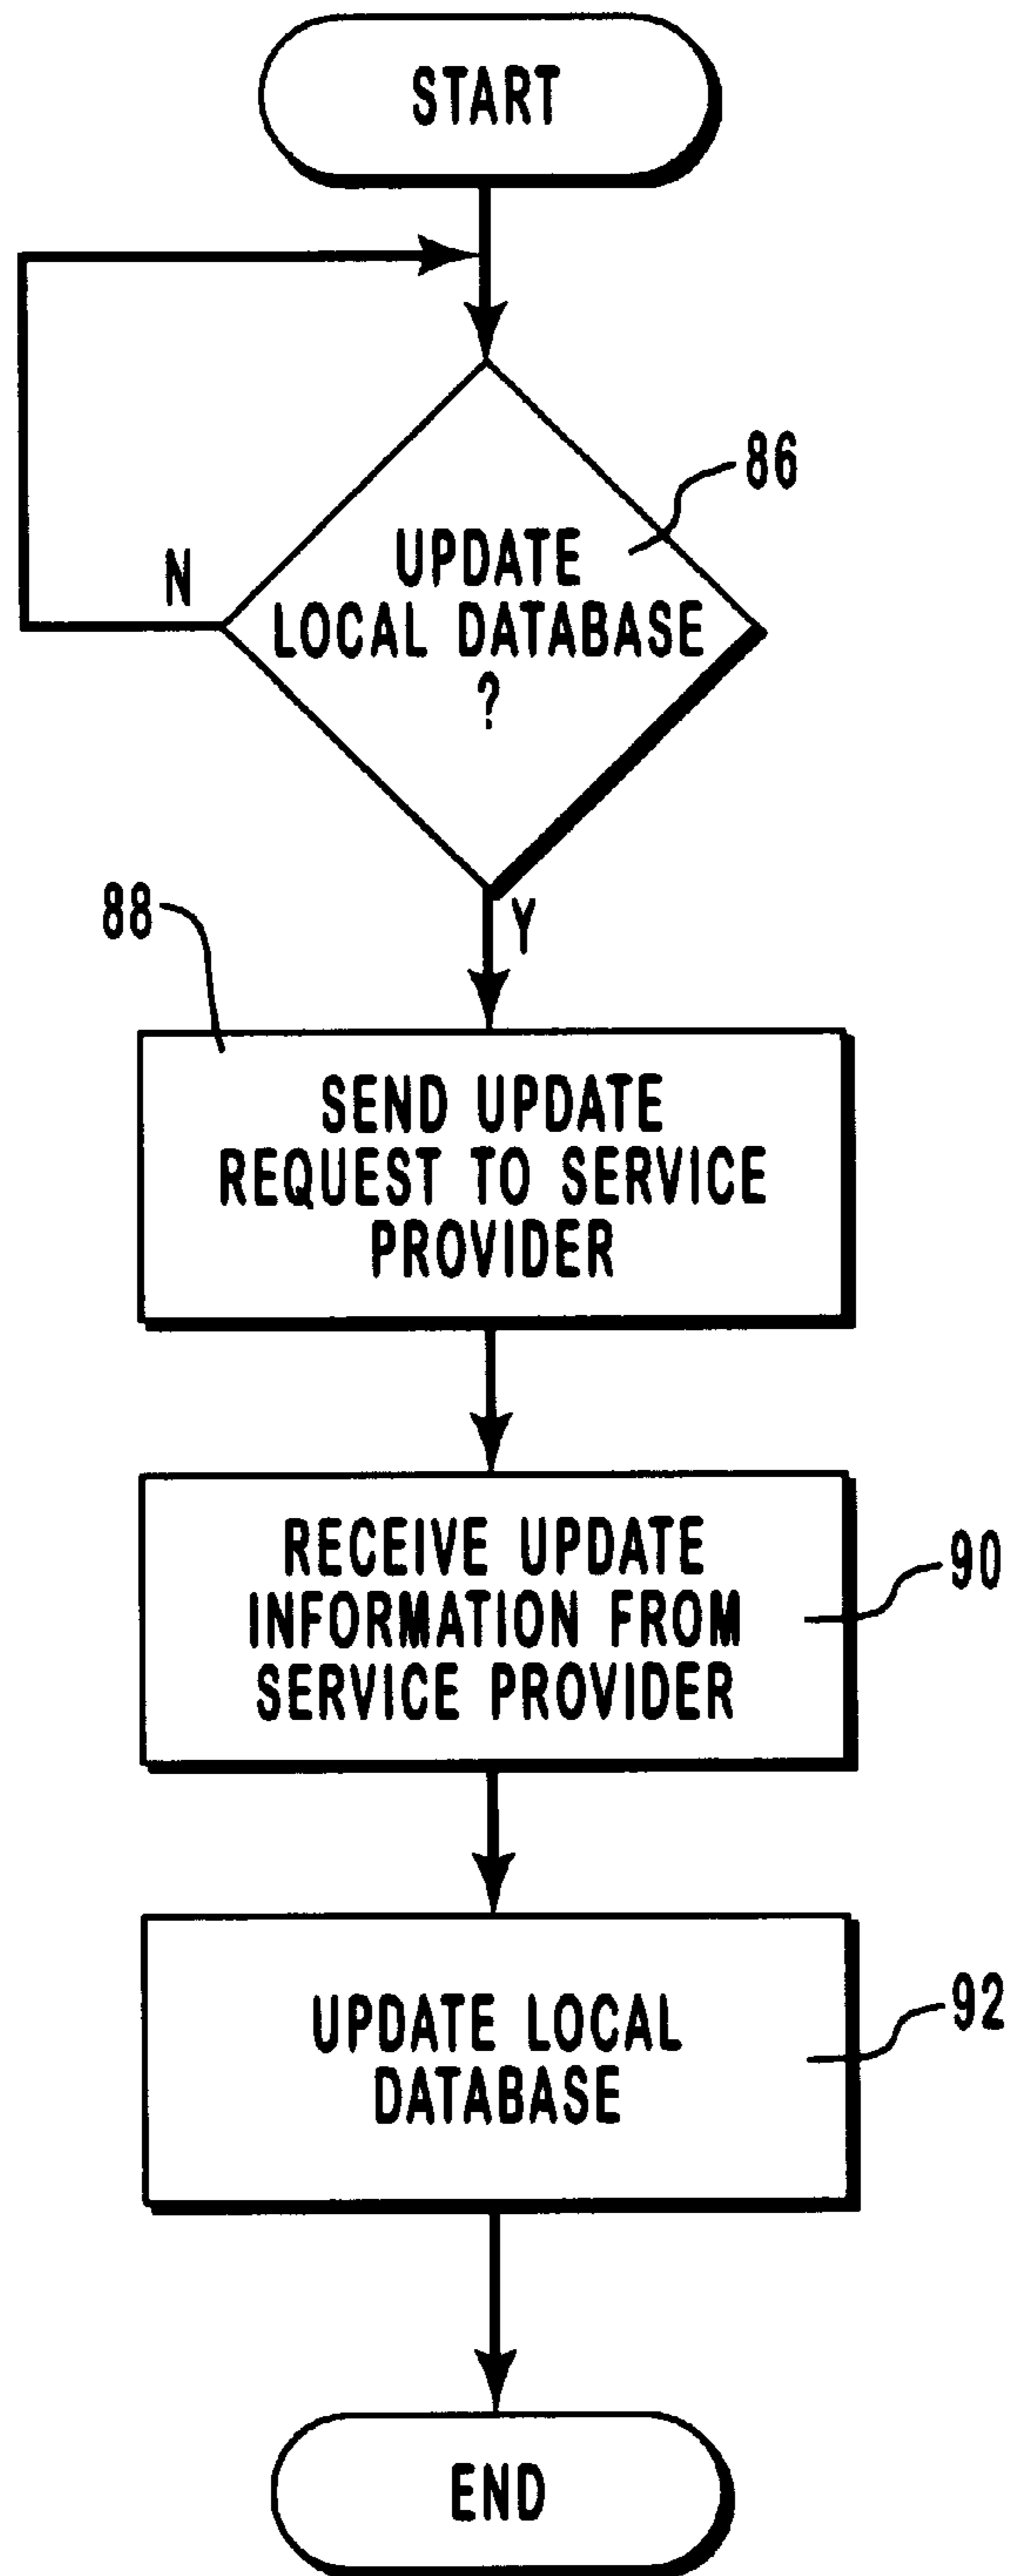 START
86
N
UPDATE
LOCAL DATABASE
?
88
Y
SEND UPDATE
REQUEST TO SERVICE
PROVIDER
RECEIVE UPDATE
INFORMATION FROM
SERVICE PROVIDER
90
UPDATE LOCAL
DATABASE
92
END